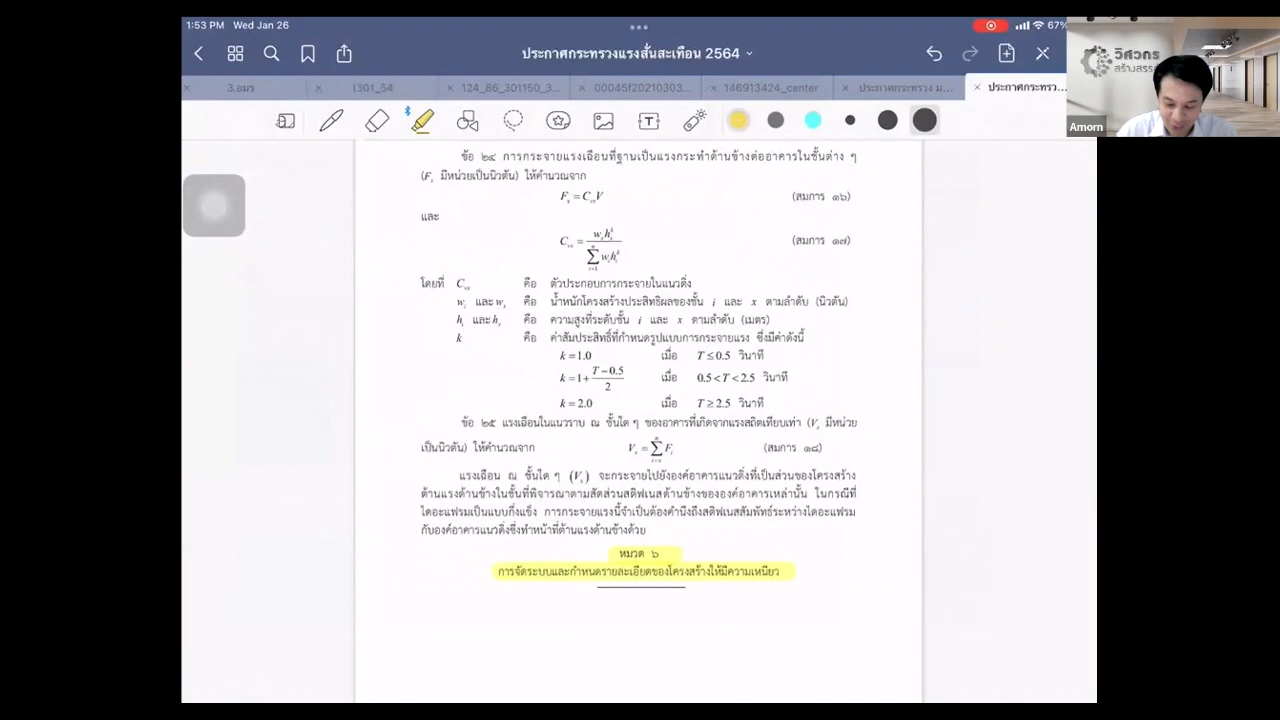 1:53 PM Wed Jan 26
67%
ประกาศกระทรวงแรงสั่นสะเทือน 2564
3.อมร
1301_54
124_86_301150_3...
00045f20210303...
146913424_center
ประกาศกระทรวง ม...
ประกาศกระทรว...
วิศวกร
สร้างสรรค์
Amorn
ข้อ ๒๔ การกระจายแรงเฉือนที่ฐานเป็นแรงกระทำด้านข้างต่ออาคารในชั้นต่าง ๆ
(Fx มีหน่วยเป็นนิวตัน) ให้คำนวณจาก
Fx = CvxV (สมการ ๑๖)
และ
Cvx = wx hx^k / Σ(i=1 ถึง n) wi hi^k (สมการ ๑๗)
โดยที่ Cvx คือ ตัวประกอบการกระจายในแนวดิ่ง
wi และ wx คือ น้ำหนักโครงสร้างประสิทธิผลของชั้น i และ x ตามลำดับ (นิวตัน)
hi และ hx คือ ความสูงที่ระดับชั้น i และ x ตามลำดับ (เมตร)
k คือ ค่าสัมประสิทธิ์ที่กำหนดรูปแบบการกระจายแรง ซึ่งมีค่าดังนี้
k = 1.0 เมื่อ T ≤ 0.5 วินาที
k = 1 + (T − 0.5)/2 เมื่อ 0.5 < T < 2.5 วินาที
k = 2.0 เมื่อ T ≥ 2.5 วินาที
ข้อ ๒๕ แรงเฉือนในแนวราบ ณ ชั้นใด ๆ ของอาคารที่เกิดจากแรงสถิตเทียบเท่า (Vx มีหน่วย
เป็นนิวตัน) ให้คำนวณจาก Vx = Σ(i=x ถึง n) Fi (สมการ ๑๘)
แรงเฉือน ณ ชั้นใด ๆ (Vx) จะกระจายไปยังองค์อาคารแนวดิ่งที่เป็นส่วนของโครงสร้าง
ต้านแรงด้านข้างในชั้นที่พิจารณาตามสัดส่วนสติฟเนสด้านข้างขององค์อาคารเหล่านั้น ในกรณีที่
ไดอะแฟรมเป็นแบบกึ่งแข็ง การกระจายแรงนี้จำเป็นต้องคำนึงถึงสติฟเนสสัมพัทธ์ระหว่างไดอะแฟรม
กับองค์อาคารแนวดิ่งซึ่งทำหน้าที่ต้านแรงด้านข้างด้วย
หมวด ๖
การจัดระบบและกำหนดรายละเอียดของโครงสร้างให้มีความเหนียว